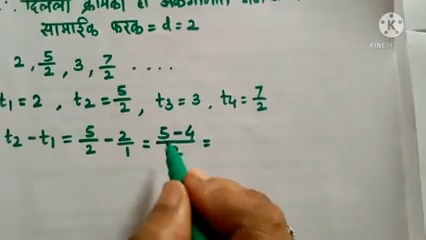 ∴ दिलेली क्रमिका ही
सामाईक फरक = d = 2
2, 5/2, 3, 7/2 ....
t₁ = 2 , t₂ = 5/2 , t₃ = 3 , t₄ = 7/2
t₂ - t₁ = 5/2 - 2/1 = 5-4/ =
KINEMASTER